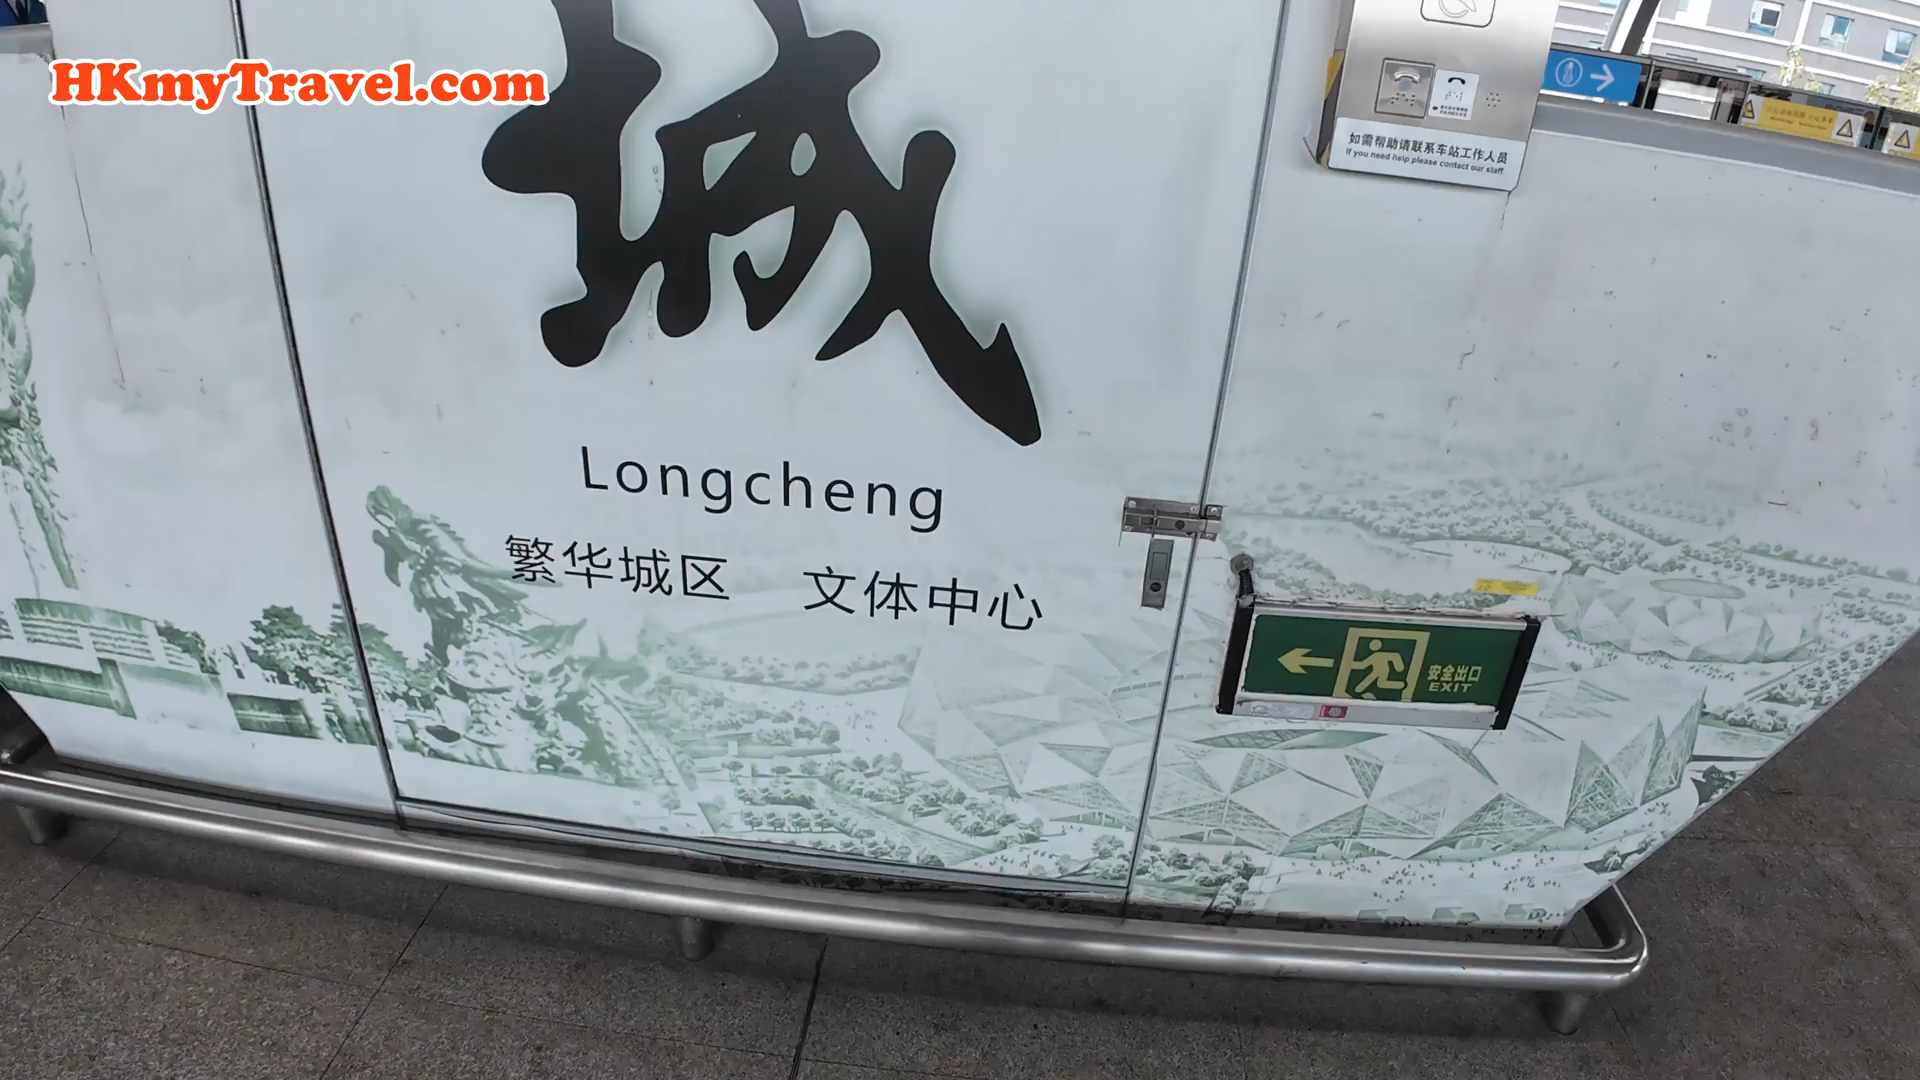 HKmyTravel.com
城
Longcheng
繁华城区 文体中心
如需帮助请联系车站工作人员
If you need help please contact our staff
安全出口
EXIT